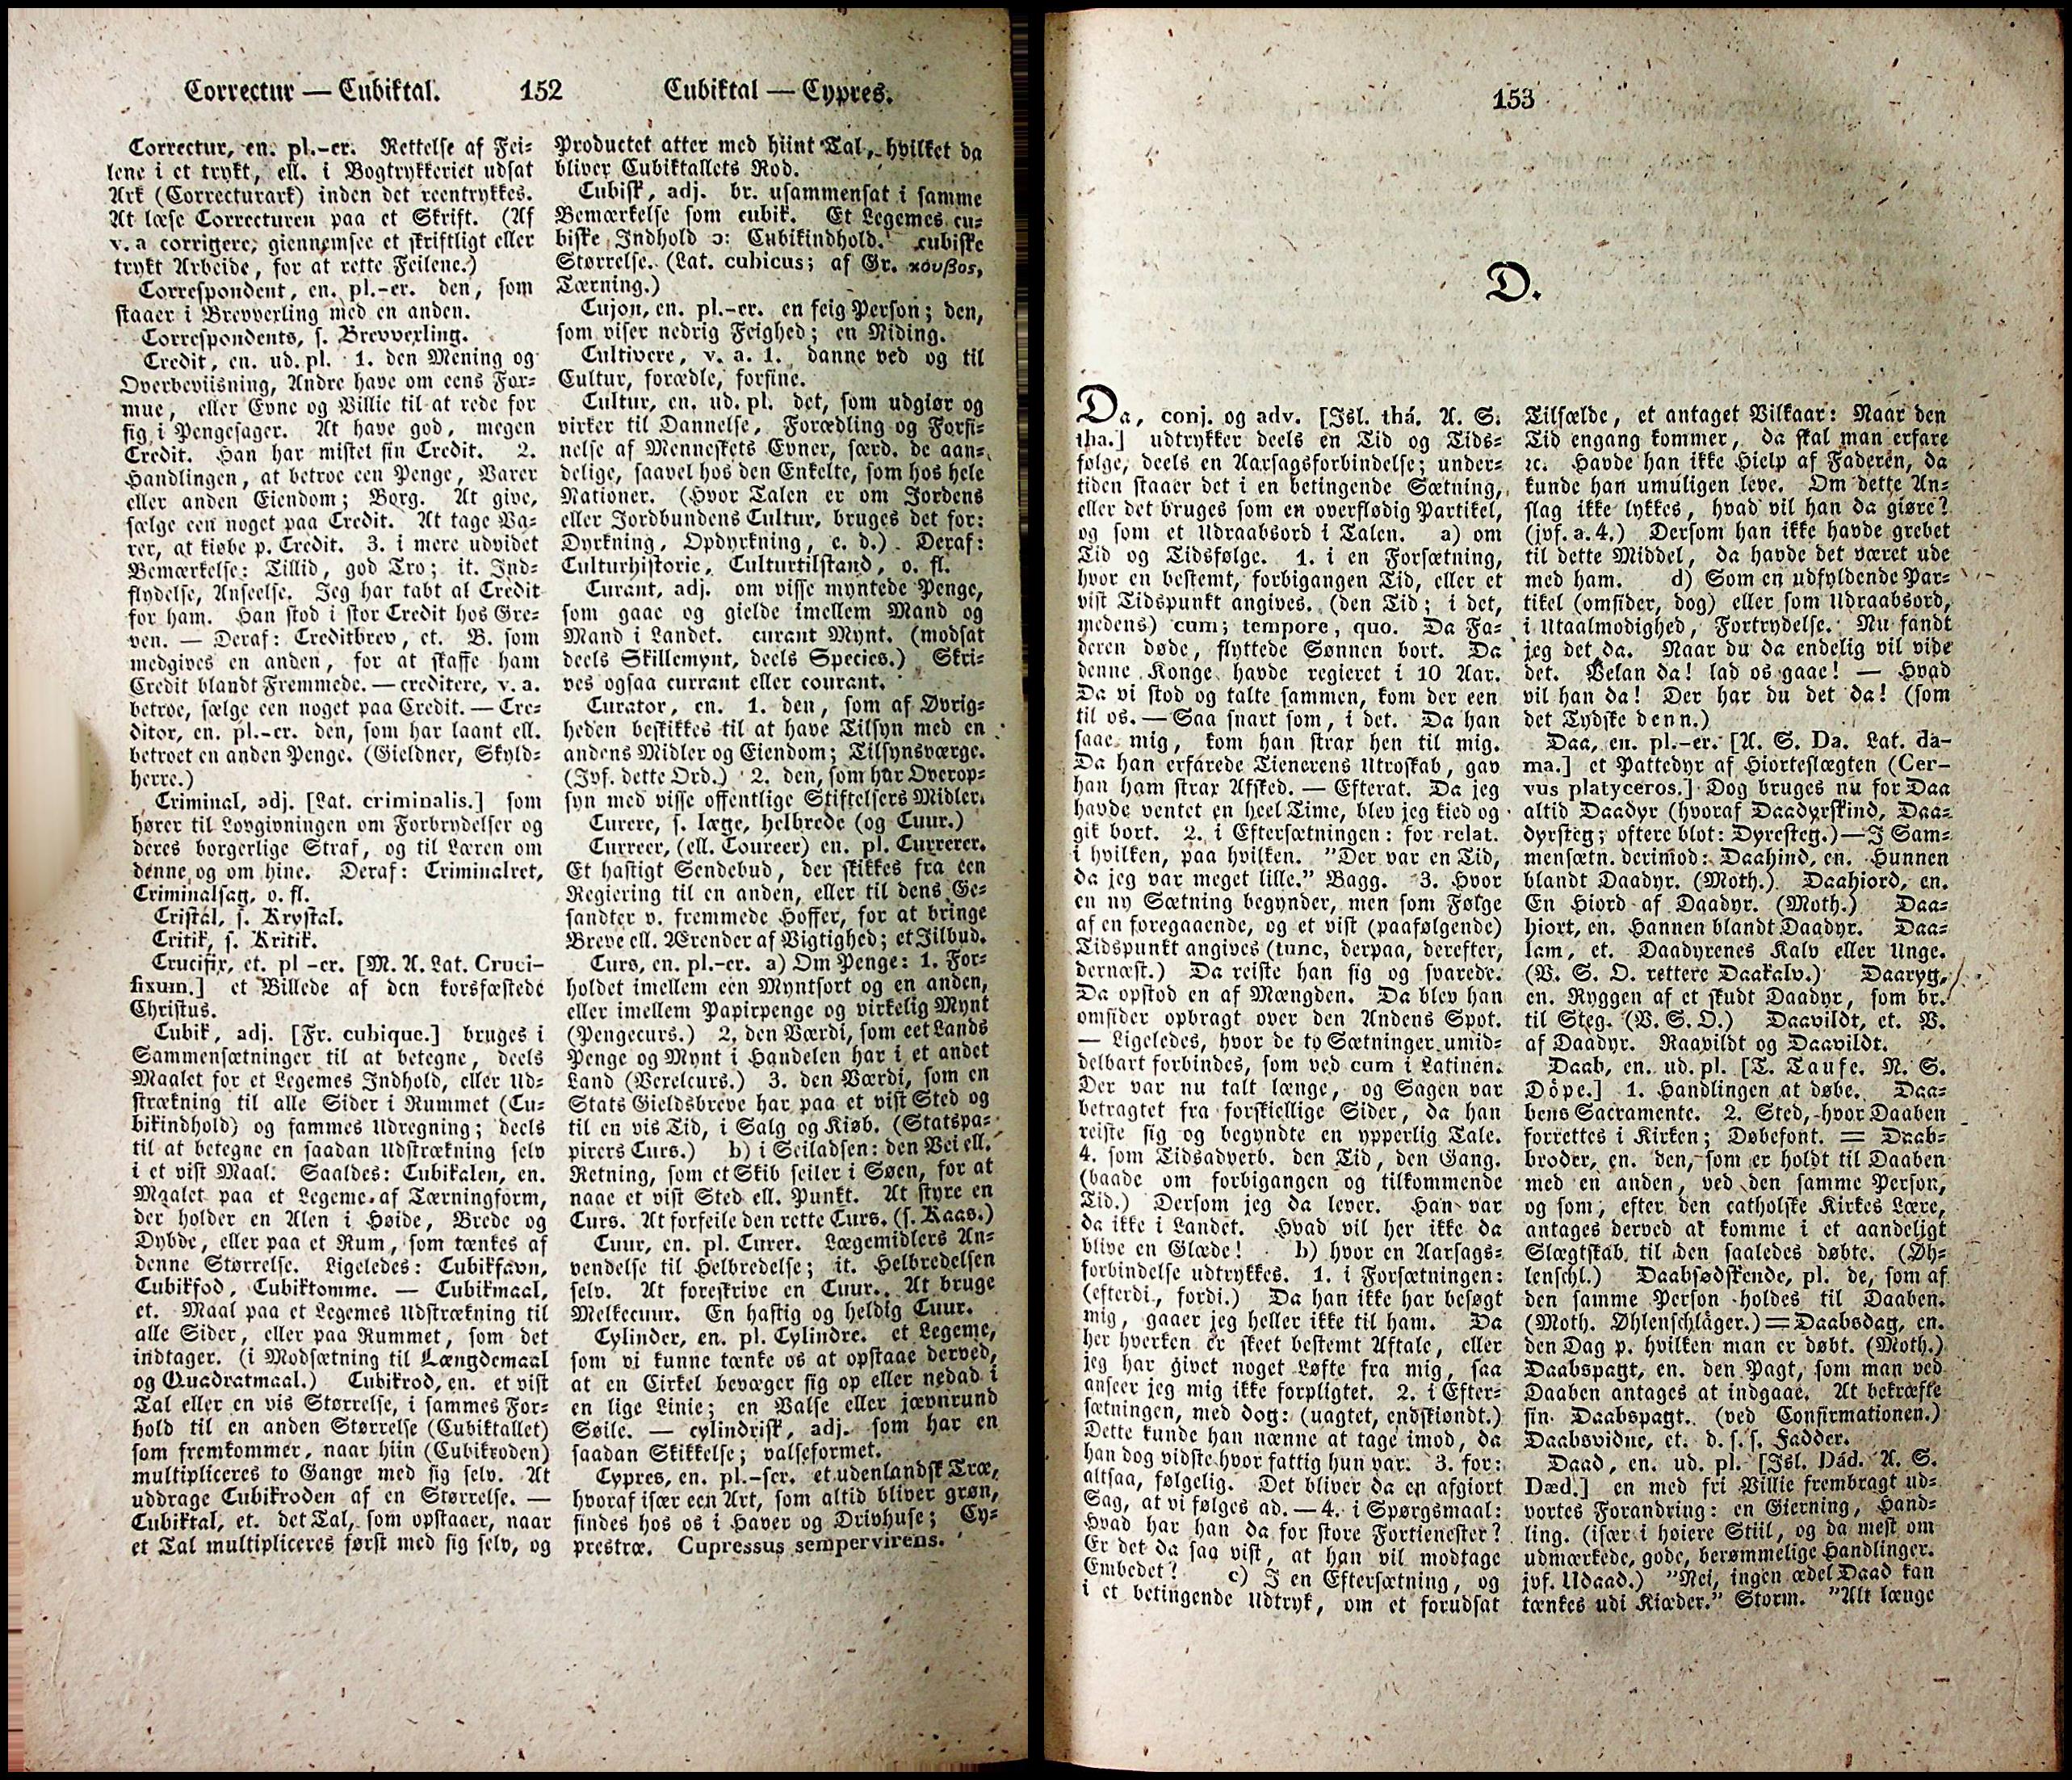 Correctur — Cubiktal. 152 Cubiktal — Cypres.
Correctur, en. pl.-er. Rettelse af Fei-
lene i et trykt, ell. i Bogtrykkeriet udsat
Ark (Correcturark) inden det reentrykkes.
At læse Correcturen paa et Skrift. (Af
v. a corrigere, giennemsee et skriftligt eller
trykt Arbeide, for at rette Feilene.)
Correspondent, en. pl.-er. den, som
staaer i Brevvexling med en anden.
Correspondents, s. Brevvexling.
Credit, en. ud. pl. 1. den Mening og
Overbeviisning, Andre have om eens For-
mue, eller Evne og Villie til at rede for
sig i Pengesager. At have god, megen
Credit. Han har mistet sin Credit. 2.
Handlingen, at betroe een Penge, Varer
eller anden Eiendom; Borg. At give,
sælge een noget paa Credit. At tage Va-
rer, at kiøbe p. Credit. 3. i mere udvidet
Bemærkelse: Tillid, god Tro; it. Ind-
flydelse, Anseelse. Jeg har tabt al Credit
for ham. Han stod i stor Credit hos Gre-
ven. — Deraf: Creditbrev, et. B. som
medgives en anden, for at skaffe ham
Credit blandt Fremmede. — creditere, v. a.
betroe, sælge een noget paa Credit. — Cre-
ditor, en. pl.-er. den, som har laant ell.
betroet en anden Penge. (Gieldner, Skyld-
herre.)
Criminal, adj. [Lat. criminalis.] som
hører til Lovgivningen om Forbrydelser og
deres borgerlige Straf, og til Læren om
denne og om hine. Deraf: Criminalret,
Criminalsag, o. fl.
Cristal, s. Krystal.
Critik, s. Kritik.
Crucifix, et. pl -er. [M. A. Lat. Cruci-
fixum.] et Billede af den korsfæstede
Christus.
Cubik, adj. [Fr. cubique.] bruges i
Sammensætninger til at betegne, deels
Maalet for et Legemes Indhold, eller Ud-
strækning til alle Sider i Rummet (Cu-
bikindhold) og sammes Udregning; deels
til at betegne en saadan Udstrækning selv
i et vist Maal. Saaldes: Cubikalen, en.
Maalet paa et Legeme af Tærningform,
der holder en Alen i Høide, Brede og
Dybde, eller paa et Rum, som tænkes af
denne Størrelse. Ligeledes: Cubikfavn,
Cubikfod, Cubiktomme. — Cubikmaal,
et. Maal paa et Legemes Udstrækning til
alle Sider, eller paa Rummet, som det
indtager. (i Modsætning til Længdemaal
og Quadratmaal.) Cubikrod, en. et vist
Tal eller en vis Størrelse, i sammes For-
hold til en anden Størrelse (Cubiktallet)
som fremkommer, naar hiin (Cubikroden)
multipliceres to Gange med sig selv. At
uddrage Cubikroden af en Størrelse. —
Cubiktal, et. det Tal, som opstaaer, naar
et Tal multipliceres først med sig selv, og
Productet atter med hiint Tal, hvilket da
bliver Cubiktallets Rod.
Cubisk, adj. br. usammensat i samme
Bemærkelse som cubik. Et Legemes cu-
biske Indhold ɔ: Cubikindhold. cubiske
Størrelse. (Lat. cubicus; af Gr. κουβος,
Tærning.)
Cujon, en. pl.-er. en feig Person; den,
som viser nedrig Feighed; en Niding.
Cultivere, v. a. 1. danne ved og til
Cultur, forædle, forfine.
Cultur, en. ud. pl. det, som udgiør og
virker til Dannelse, Forædling og Forfi-
nelse af Menneskets Evner, særd. de aan-
delige, saavel hos den Enkelte, som hos hele
Nationer. (Hvor Talen er om Jordens
eller Jordbundens Cultur, bruges det for:
Dyrkning, Opdyrkning, e. d.) Deraf:
Culturhistorie, Culturtilstand, o. fl.
Curant, adj. om visse myntede Penge,
som gaae og gielde imellem Mand og
Mand i Landet. curant Mynt. (modsat
deels Skillemynt, deels Species.) Skri-
ves ogsaa currant eller courant.
Curator, en. 1. den, som af Øvrig-
heden beskikkes til at have Tilsyn med en
andens Midler og Eiendom; Tilsynsværge.
(Jvf. dette Ord.) 2. den, som har Overop-
syn med visse offentlige Stiftelsers Midler.
Curere, s. læge, helbrede (og Cuur.)
Curreer, (ell. Coureer) en. pl. Currerer.
Et hastigt Sendebud, der skikkes fra een
Regiering til en anden, eller til dens Ge-
sandter v. fremmede Hoffer, for at bringe
Breve ell. Ærender af Vigtighed; et Jilbud.
Curs, en. pl.-er. a) Om Penge: 1. For-
holdet imellem een Myntsort og en anden,
eller imellem Papirpenge og virkelig Mynt
(Pengecurs.) 2. den Værdi, som eet Lands
Penge og Mynt i Handelen har i et andet
Land (Vexelcurs.) 3. den Værdi, som en
Stats Gieldsbreve har paa et vist Sted og
til en vis Tid, i Salg og Kiøb. (Statspa-
pirers Curs.) b) i Seiladsen: den Vei ell.
Retning, som et Skib seiler i Søen, for at
naae et vist Sted ell. Punkt. At styre en
Curs. At forfeile den rette Curs. (s. Kaas.)
Cuur, en. pl. Curer. Lægemidlers An-
vendelse til Helbredelse; it. Helbredelsen
selv. At foreskrive en Cuur. At bruge
Melkecuur. En hastig og heldig Cuur.
Cylinder, en. pl. Cylindre. et Legeme,
som vi kunne tænke os at opstaae derved,
at en Cirkel bevæger sig op eller nedad i
en lige Linie; en Valse eller jævnrund
Søile. — cylindrisk, adj. som har en
saadan Skikkelse; valseformet.
Cypres, en. pl.-ser. et udenlandsk Træ,
hvoraf især een Art, som altid bliver grøn,
findes hos os i Haver og Drivhuse; Cy-
prestræ. Cupressus sempervirens.
153
D.
Da, conj. og adv. [Isl. thá. A. S.
tha.] udtrykker deels en Tid og Tids-
følge, deels en Aarsagsforbindelse; under-
tiden staaer det i en betingende Sætning,
eller det bruges som en overflødig Partikel,
og som et Udraabsord i Talen. a) om
Tid og Tidsfølge. 1. i en Forsætning,
hvor en bestemt, forbigangen Tid, eller et
vist Tidspunkt angives. (den Tid; i det,
medens) cum; tempore, quo. Da Fa-
deren døde, flyttede Sønnen bort. Da
denne Konge havde regieret i 10 Aar.
Da vi stod og talte sammen, kom der een
til os. — Saa snart som, i det. Da han
saae mig, kom han strax hen til mig.
Da han erfarede Tienerens Utroskab, gav
han ham strax Afsked. — Efterat. Da jeg
havde ventet en heel Time, blev jeg kied og
gik bort. 2. i Eftersætningen: for relat.
i hvilken, paa hvilken. "Der var en Tid,
da jeg var meget lille." Bagg. 3. Hvor
en ny Sætning begynder, men som Følge
af en foregaaende, og et vist (paafølgende)
Tidspunkt angives (tunc, derpaa, derefter,
dernæst.) Da reiste han sig og svarede.
Da opstod en af Mængden. Da blev han
omsider opbragt over den Andens Spot.
— Ligeledes, hvor de to Sætninger umid-
delbart forbindes, som ved cum i Latinen.
Der var nu talt længe, og Sagen var
betragtet fra forskiellige Sider, da han
reiste sig og begyndte en ypperlig Tale.
4. som Tidsadverb. den Tid, den Gang.
(baade om forbigangen og tilkommende
Tid.) Dersom jeg da lever. Han var
da ikke i Landet. Hvad vil her ikke da
blive en Glæde! b) hvor en Aarsags-
forbindelse udtrykkes. 1. i Forsætningen:
(efterdi, fordi.) Da han ikke har besøgt
mig, gaaer jeg heller ikke til ham. Da
her hverken er skeet bestemt Aftale, eller
jeg har givet noget Løfte fra mig, saa
anseer jeg mig ikke forpligtet. 2. i Efter-
sætningen, med dog: (uagtet, endskiøndt.)
Dette kunde han nænne at tage imod, da
han dog vidste hvor fattig hun var. 3. for:
altsaa, følgelig. Det bliver da en afgiort
Sag, at vi følges ad. — 4. i Spørgsmaal:
Hvad har han da for store Fortienester?
Er det da saa vist, at han vil modtage
Embedet? c) I en Eftersætning, og
i et betingende Udtryk, om et forudsat
Tilfælde, et antaget Vilkaar: Naar den
Tid engang kommer, da skal man erfare
ꝛc. Havde han ikke Hielp af Faderen, da
kunde han umuligen leve. Om dette An-
slag ikke lykkes, hvad vil han da giøre?
(jvf. a. 4.) Dersom han ikke havde grebet
til dette Middel, da havde det været ude
med ham. d) Som en udfyldende Par-
tikel (omsider, dog) eller som Udraabsord,
i Utaalmodighed, Fortrydelse. Nu fandt
jeg det da. Naar du da endelig vil vide
det. Velan da! lad os gaae! — Hvad
vil han da! Der har du det da! (som
det Tydske denn.)
Daa, en. pl.-er. [A. S. Da. Lat. da-
ma.] et Pattedyr af Hiorteslægten (Cer-
vus platyceros.) Dog bruges nu for Daa
altid Daadyr (hvoraf Daadyrskind, Daa-
dyrsteg; oftere blot: Dyresteg.) — I Sam-
mensætn. derimod: Daahind, en. Hunnen
blandt Daadyr. (Moth.) Daahiord, en.
En Hiord af Daadyr. (Moth.) Daa-
hiort, en. Hannen blandt Daadyr. Daa-
lam, et. Daadyrenes Kalv eller Unge.
(V. S. O. rettere Daakalv.) Daaryg,
en. Ryggen af et skudt Daadyr, som br.
til Steg. (V. S. O.) Daavildt, et. V.
af Daadyr. Raavildt og Daavildt.
Daab, en. ud. pl. [T. Taufe. N. S.
Döpe.] 1. Handlingen at døbe. Daa-
bens Sacramente. 2. Sted, hvor Daaben
forrettes i Kirken; Døbefont. = Daab-
broder, en. den, som er holdt til Daaben
med en anden, ved den samme Person,
og som, efter den catholske Kirkes Lære,
antages derved at komme i et aandeligt
Slægtskab til den saaledes døbte. (Øh-
lenschl.) Daabsødskende, pl. de, som af
den samme Person holdes til Daaben.
(Moth. Øhlenschläger.) = Daabsdag, en.
den Dag p. hvilken man er døbt. (Moth.)
Daabspagt, en. den Pagt, som man ved
Daaben antages at indgaae. At bekræfte
sin Daabspagt. (ved Confirmationen.)
Daabsvidne, et. d. s. s. Fadder.
Daad, en. ud. pl. [Isl. Dád. A. S.
Dæd.] en med fri Villie frembragt ud-
vortes Forandring: en Gierning, Hand-
ling. (især i høiere Stiil, og da mest om
udmærkede, gode, berømmelige Handlinger.
jvf. Udaad.) "Nei, ingen ædel Daad kan
tænkes udi Kiæder." Storm. "Alt længe